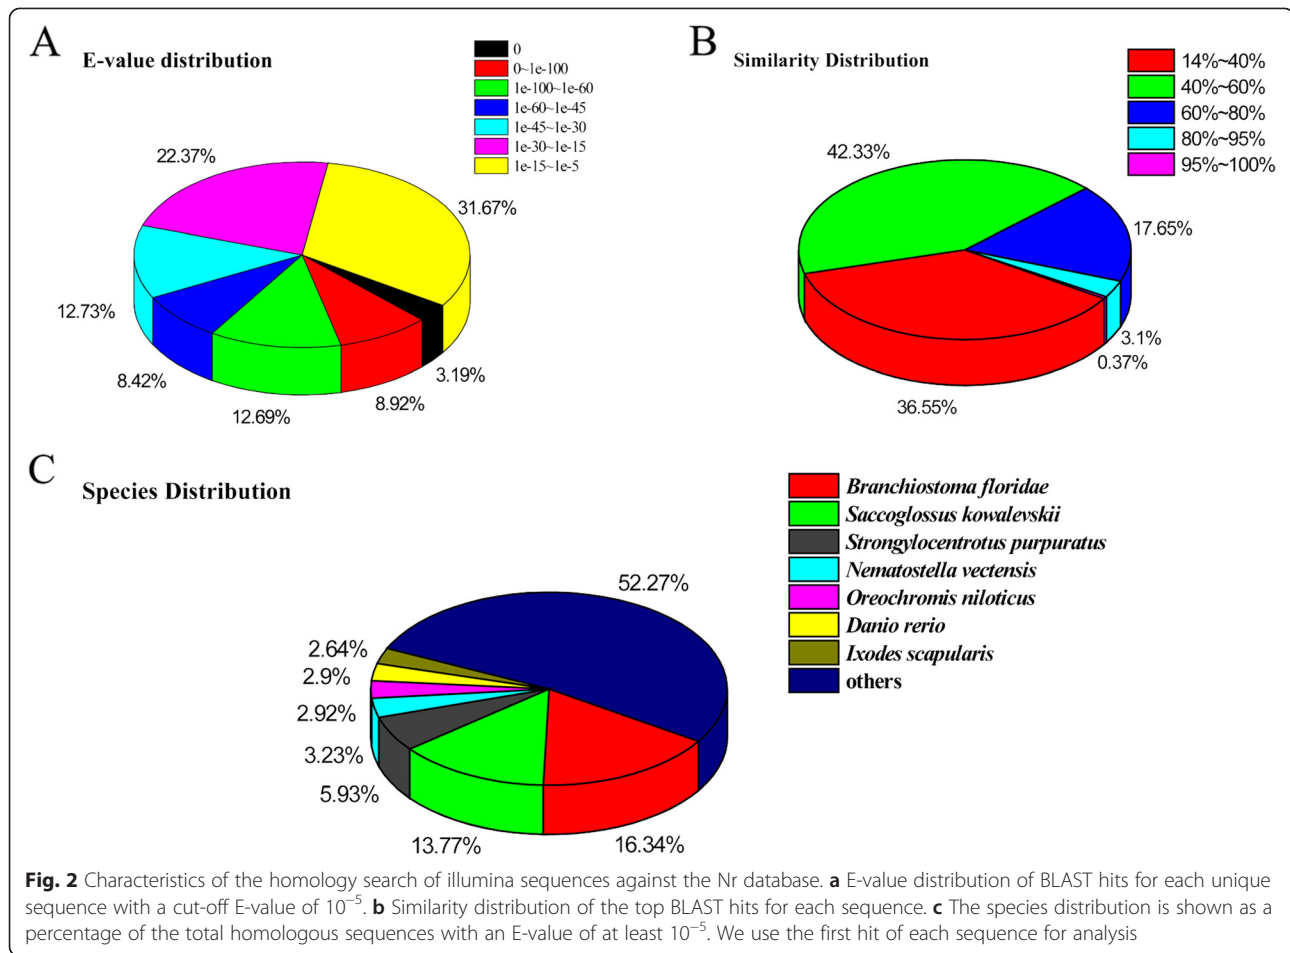 A
E-value distribution
0
0~1e-100
1e-100~1e-60
1e-60~1e-45
1e-45~1e-30
1e-30~1e-15
1e-15~1e-5
22.37%
31.67%
12.73%
8.42%
12.69%
8.92%
3.19%
B
Similarity Distribution
14%~40%
40%~60%
60%~80%
80%~95%
95%~100%
42.33%
17.65%
3.1%
0.37%
36.55%
C
Species Distribution
Branchiostoma floridae
Saccoglossus kowalevskii
Strongylocentrotus purpuratus
Nematostella vectensis
Oreochromis niloticus
Danio rerio
Ixodes scapularis
others
52.27%
2.64%
2.9%
2.92%
3.23%
5.93%
13.77%
16.34%
Fig. 2 Characteristics of the homology search of illumina sequences against the Nr database. a E-value distribution of BLAST hits for each unique
sequence with a cut-off E-value of 10⁻⁵. b Similarity distribution of the top BLAST hits for each sequence. c The species distribution is shown as a
percentage of the total homologous sequences with an E-value of at least 10⁻⁵. We use the first hit of each sequence for analysis